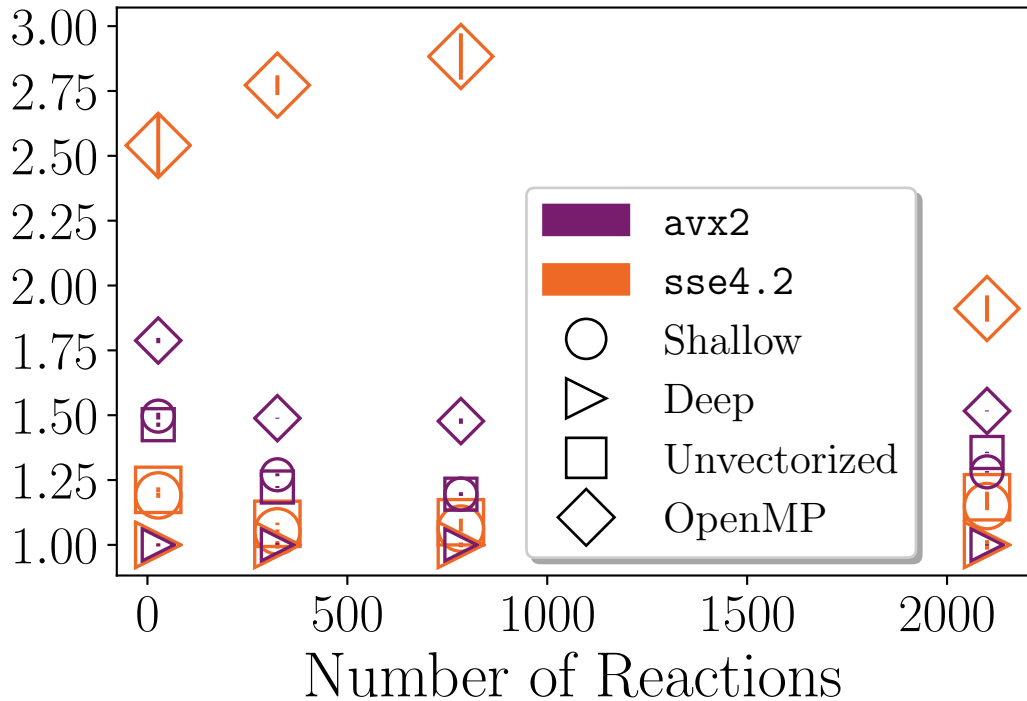 3.00
2.75
2.50
2.25
2.00
1.75
1.50
1.25
1.00
avx2
sse4.2
Shallow
Deep
Unvectorized
OpenMP
0 500 1000 1500 2000
Number of Reactions